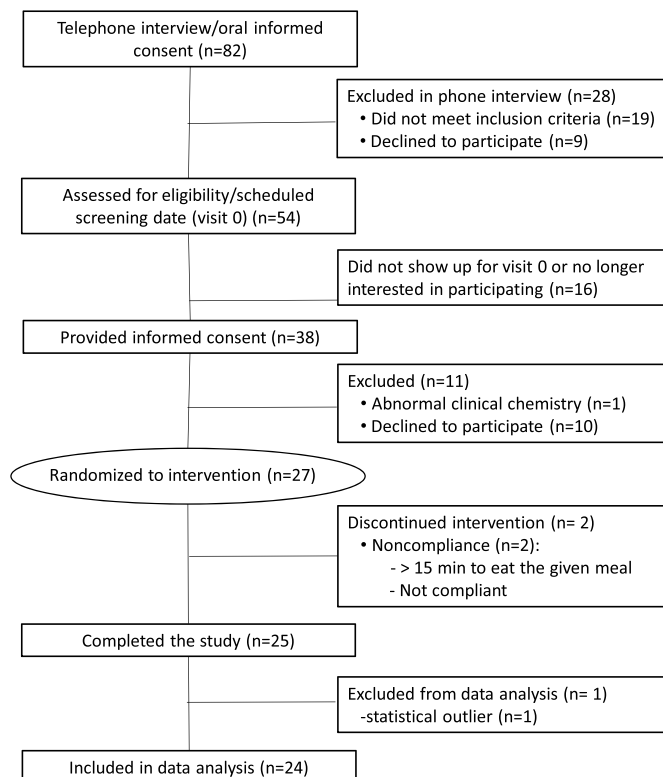 Telephone interview/oral informed
consent (n=82)
Excluded in phone interview (n=28)
• Did not meet inclusion criteria (n=19)
• Declined to participate (n=9)
Assessed for eligibility/scheduled
screening date (visit 0) (n=54)
Did not show up for visit 0 or no longer
interested in participating (n=16)
Provided informed consent (n=38)
Excluded (n=11)
• Abnormal clinical chemistry (n=1)
• Declined to participate (n=10)
Randomized to intervention (n=27)
Discontinued intervention (n= 2)
• Noncompliance (n=2):
- > 15 min to eat the given meal
- Not compliant
Completed the study (n=25)
Excluded from data analysis (n= 1)
-statistical outlier (n=1)
Included in data analysis (n=24)